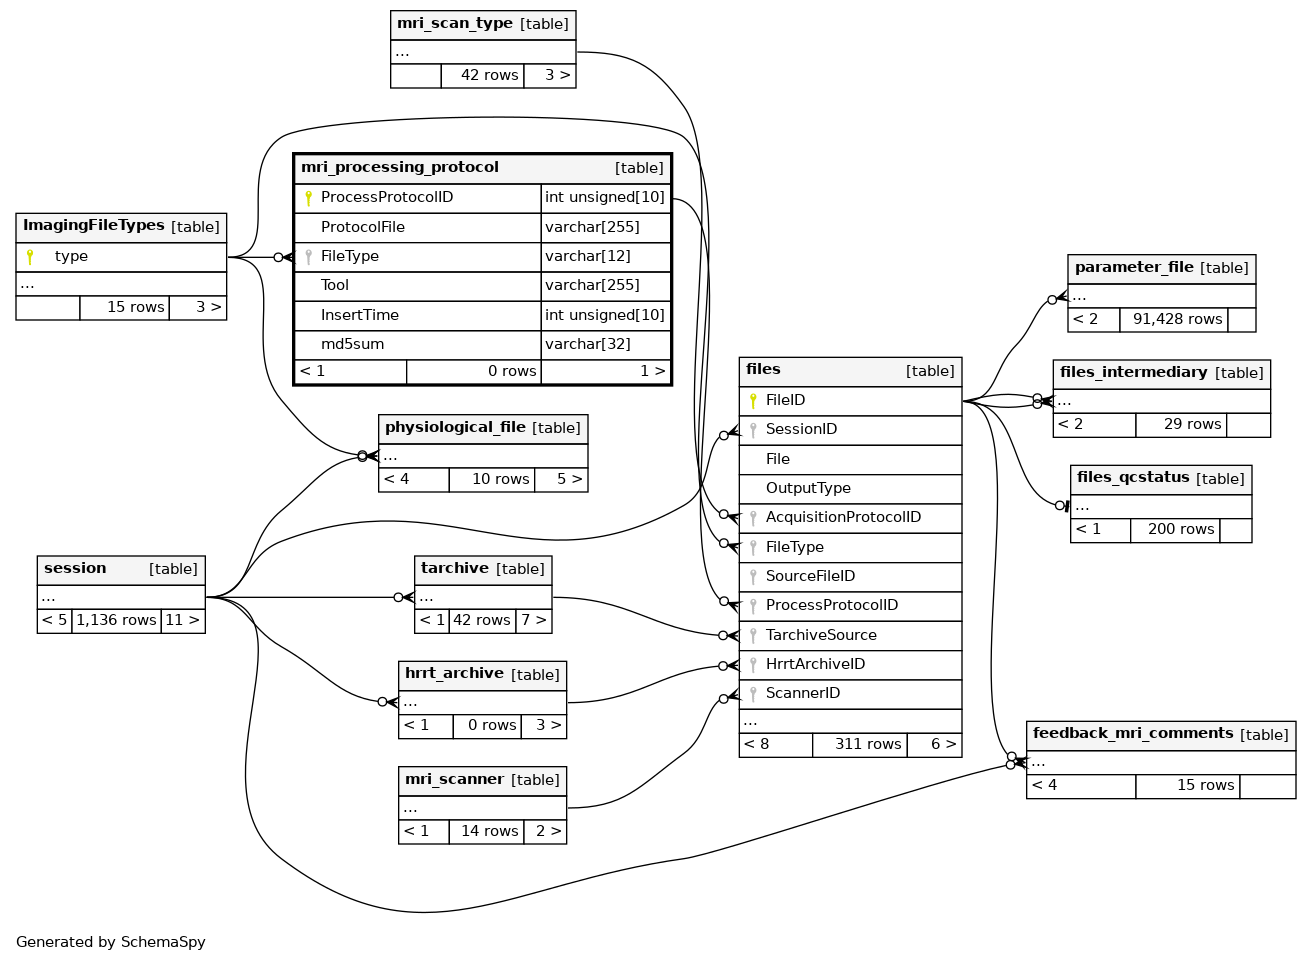 mri_scan_type [table]
...
42 rows 3 >
mri_processing_protocol [table]
ProcessProtocolID int unsigned[10]
ProtocolFile varchar[255]
FileType varchar[12]
Tool varchar[255]
InsertTime int unsigned[10]
md5sum varchar[32]
< 1 0 rows 1 >
ImagingFileTypes [table]
type
...
15 rows 3 >
physiological_file [table]
...
< 4 10 rows 5 >
session [table]
...
< 5 1,136 rows 11 >
tarchive [table]
...
< 1 42 rows 7 >
hrrt_archive [table]
...
< 1 0 rows 3 >
mri_scanner [table]
...
< 1 14 rows 2 >
files [table]
FileID
SessionID
File
OutputType
AcquisitionProtocolID
FileType
SourceFileID
ProcessProtocolID
TarchiveSource
HrrtArchiveID
ScannerID
...
< 8 311 rows 6 >
parameter_file [table]
...
< 2 91,428 rows
files_intermediary [table]
...
< 2 29 rows
files_qcstatus [table]
...
< 1 200 rows
feedback_mri_comments [table]
...
< 4 15 rows
Generated by SchemaSpy